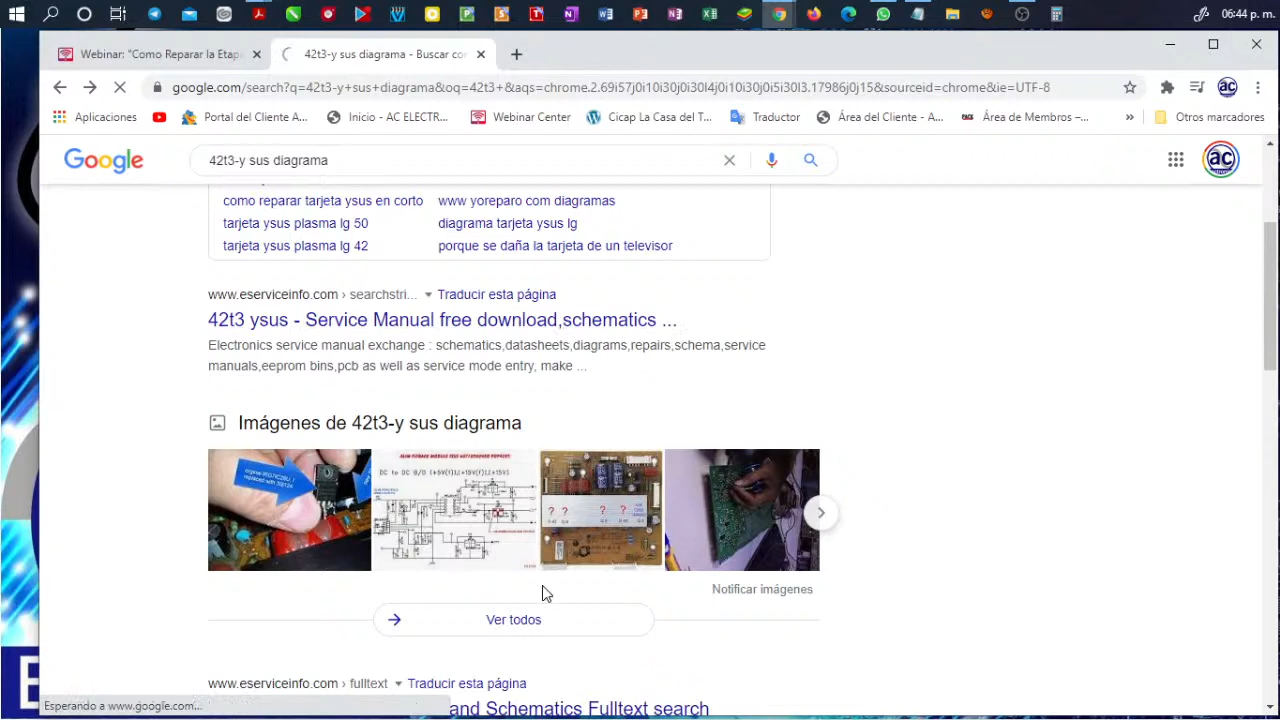 06:44 p. m.
Webinar: "Como Reparar la Etapa
42t3-y sus diagrama - Buscar con
google.com/search?q=42t3-y+sus+diagrama&oq=42t3+&aqs=chrome.2.69i57j0i10i30j0i30l4j0i10i30j0i5i30l3.17986j0j15&sourceid=chrome&ie=UTF-8
Aplicaciones
Portal del Cliente A...
Inicio - AC ELECTR...
Webinar Center
Cicap La Casa del T...
Traductor
Área del Cliente - A...
Área de Membros –...
»
Otros marcadores
Google
42t3-y sus diagrama
ac
como reparar tarjeta ysus en corto
www yoreparo com diagramas
tarjeta ysus plasma lg 50
diagrama tarjeta ysus lg
tarjeta ysus plasma lg 42
porque se daña la tarjeta de un televisor
www.eserviceinfo.com › searchstri... Traducir esta página
42t3 ysus - Service Manual free download,schematics ...
Electronics service manual exchange : schematics,datasheets,diagrams,repairs,schema,service
manuals,eeprom bins,pcb as well as service mode entry, make ...
Imágenes de 42t3-y sus diagrama
DC to DC B/D
? ? ? ?
Notificar imágenes
Ver todos
www.eserviceinfo.com › fulltext Traducir esta página
and Schematics Fulltext search
Esperando a www.google.com...